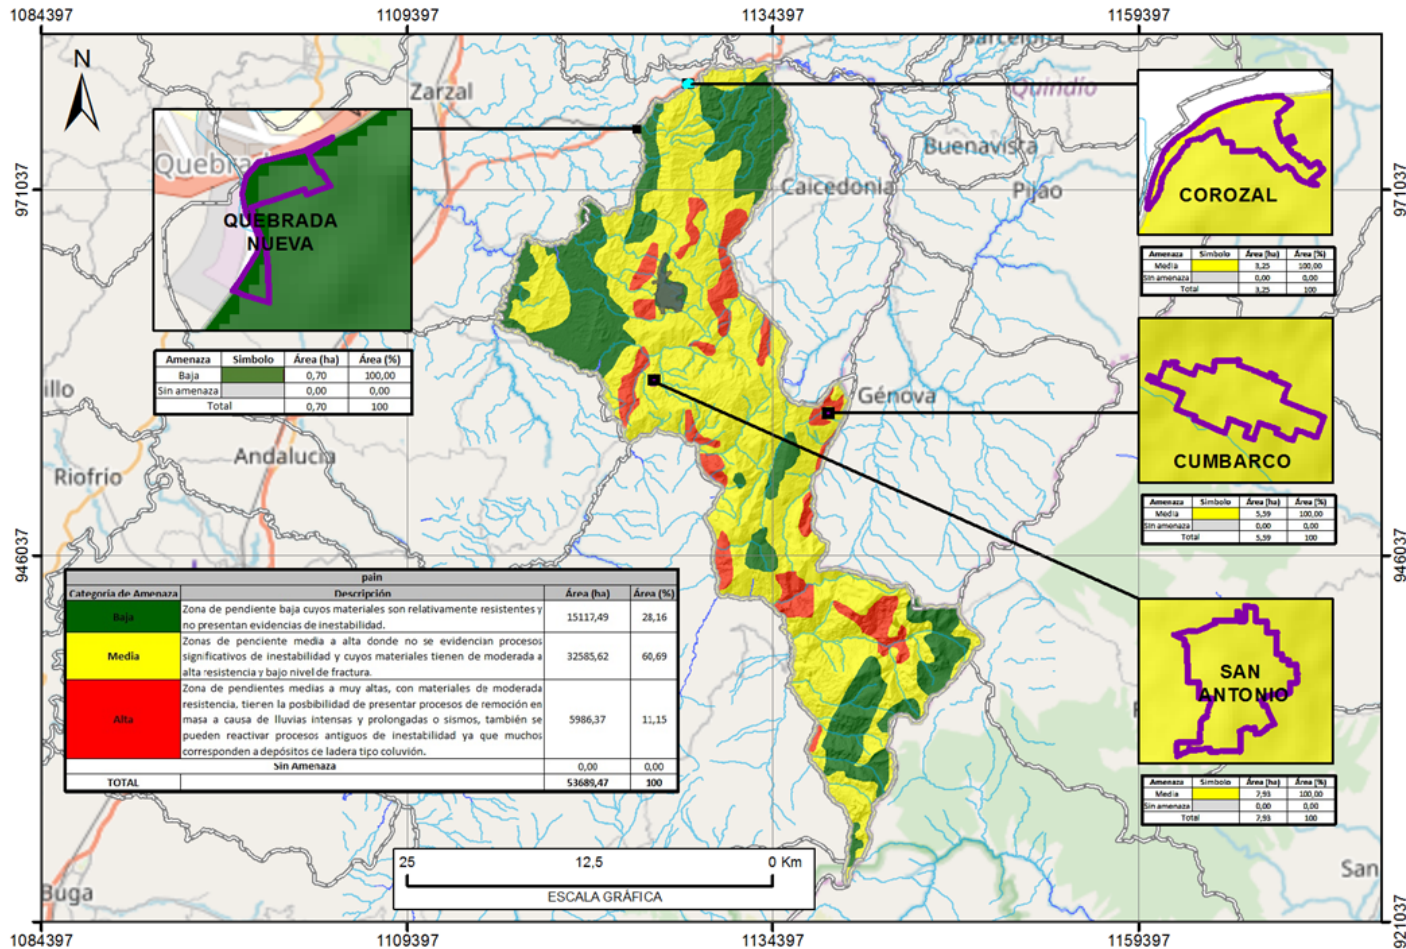 1084397
1109397
1134397
1159397
N
Zarzal
Barcelona
Quindío
Buenavista
Caicedonia
Pijao
971037
971037
Quebrad
QUEBRADA
NUEVA
Amenaza Simbolo Área (ha) Área (%)
Baja 0,70 100,00
Sin amenaza 0,00 0,00
Total 0,70 100
COROZAL
Amenaza Simbolo Área (ha) Área (%)
Media 3,25 100,00
Sin amenaza 0,00 0,00
Total 3,25 100
illo
Génova
Andalucia
Riofrio
CUMBARCO
Amenaza Simbolo Área (ha) Área (%)
Media 5,59 100,00
Sin amenaza 0,00 0,00
Total 5,59 100
946037
946037
pain
Categoria de Amenaza Descripción Área (ha) Área (%)
Baja Zona de pendiente baja cuyos materiales son relativamente resistentes y
no presentan evidencias de inestabilidad. 15117,49 28,16
Media Zonas de penciente media a alta donde no se evidencian procesos
significativos de inestabilidad y cuyos materiales tienen de moderada a
alta resistencia y bajo nivel de fractura. 32585,62 60,69
Alta Zona de pendientes medias a muy altas, con materiales de moderada
resistencia, tienen la posbibilidad de presentar procesos de remoción en
masa a causa de lluvias intensas y prolongadas o sismos, también se
pueden reactivar procesos antiguos de inestabilidad ya que muchos
corresponden a depósitos ce ladera tipo coluvión. 5986,37 11,15
Sin Amenaza 0,00 0,00
TOTAL 53689,47 100
SAN
ANTONIO
Amenaza Simbolo Área (ha) Área (%)
Media 7,93 100,00
Sin amenaza 0,00 0,00
Total 7,93 100
25 12,5 0 Km
ESCALA GRÁFICA
Buga
San
921037
1084397
1109397
1134397
1159397